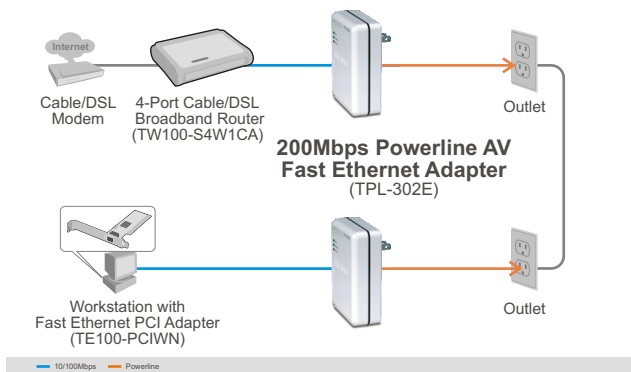 Internet
Cable/DSL
Modem
4-Port Cable/DSL
Broadband Router
(TW100-S4W1CA)
Outlet
200Mbps Powerline AV
Fast Ethernet Adapter
(TPL-302E)
Workstation with
Fast Ethernet PCI Adapter
(TE100-PCIWN)
Outlet
10/100Mbps
Powerline